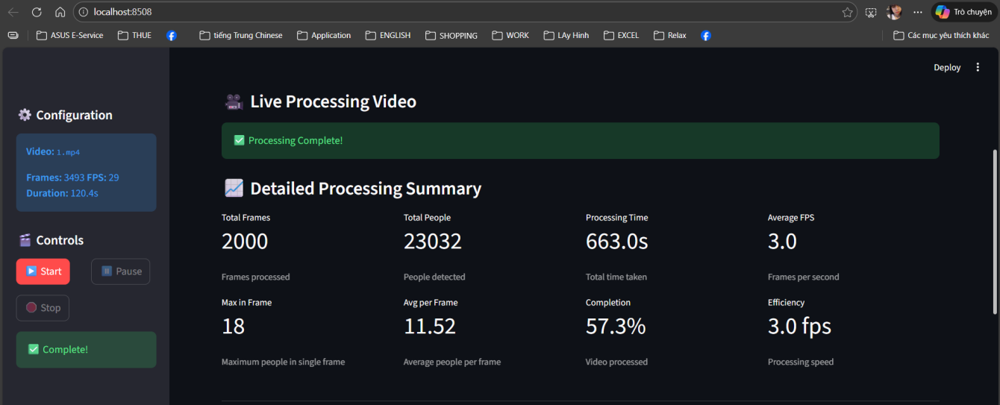 localhost:8508
Trò chuyện
ASUS E-Service
THUE
tiếng Trung Chinese
Application
ENGLISH
SHOPPING
WORK
LAy Hinh
EXCEL
Relax
Các mục yêu thích khác
Deploy
Configuration
Video: 1.mp4
Frames: 3493 FPS: 29
Duration: 120.4s
Controls
Start
Pause
Stop
Complete!
Live Processing Video
Processing Complete!
Detailed Processing Summary
Total Frames
2000
Frames processed
Total People
23032
People detected
Processing Time
663.0s
Total time taken
Average FPS
3.0
Frames per second
Max in Frame
18
Maximum people in single frame
Avg per Frame
11.52
Average people per frame
Completion
57.3%
Video processed
Efficiency
3.0 fps
Processing speed